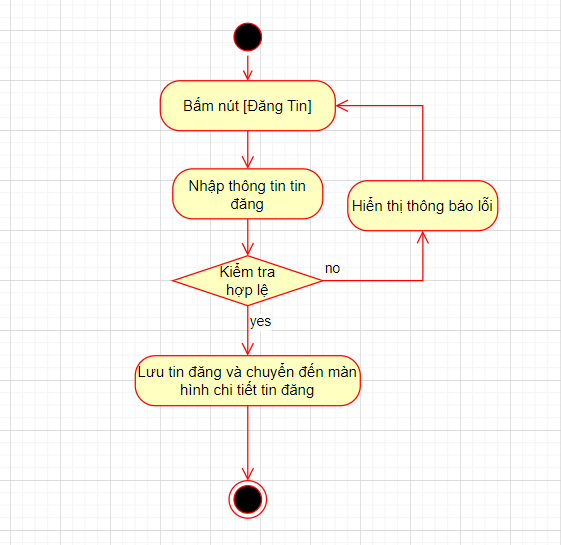 Bấm nút [Đăng Tin]
Nhập thông tin tin
đăng
Hiển thị thông báo lỗi
Kiểm tra
hợp lệ
no
yes
Lưu tin đăng và chuyển đến màn
hình chi tiết tin đăng